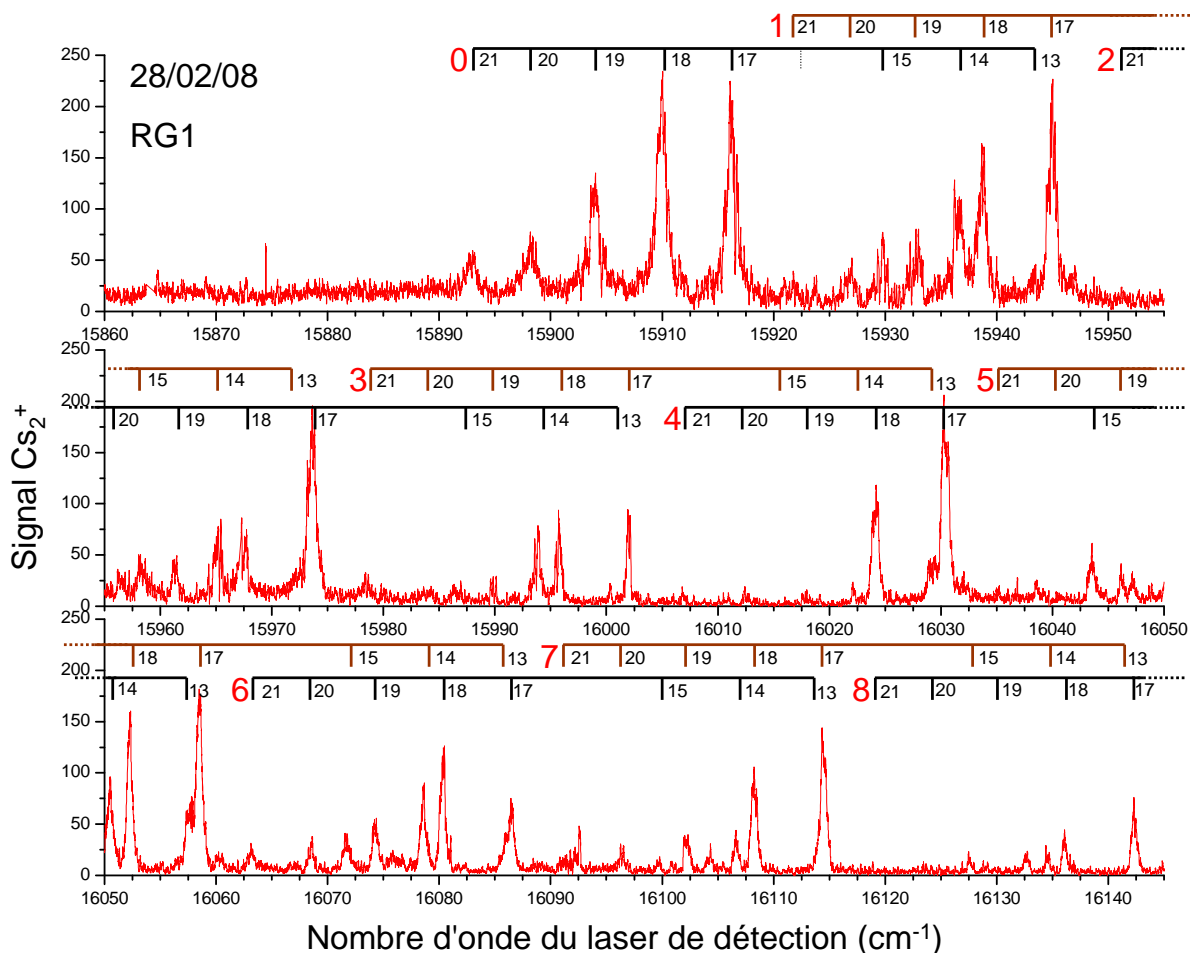 1 21 20 19 18 17
0 21 20 19 18 17 15 14 13 2 21
28/02/08
RG1
250
200
150
100
50
0
15860 15870 15880 15890 15900 15910 15920 15930 15940 15950
15 14 13 3 21 20 19 18 17 15 14 13 5 21 20 19
20 19 18 17 15 14 13 4 21 20 19 18 17 15
250
200
150
100
50
0
15960 15970 15980 15990 16000 16010 16020 16030 16040 16050
18 17 15 14 13 7 21 20 19 18 17 15 14 13
14 13 6 21 20 19 18 17 15 14 13 8 21 20 19 18 17
250
200
150
100
50
0
16050 16060 16070 16080 16090 16100 16110 16120 16130 16140
Signal Cs₂⁺
Nombre d'onde du laser de détection (cm⁻¹)